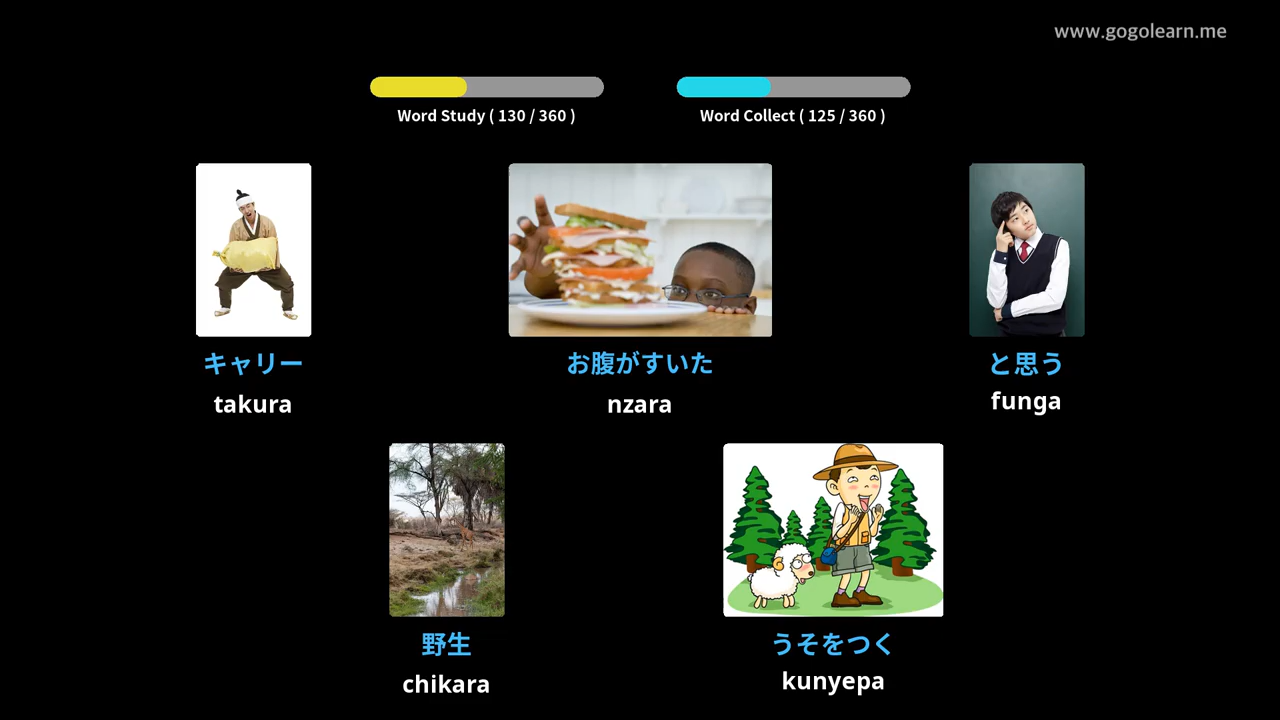 www.gogolearn.me
Word Study ( 130 / 360 )
Word Collect ( 125 / 360 )
キャリー
お腹がすいた
と思う
takura
nzara
funga
野生
うそをつく
chikara
kunyepa